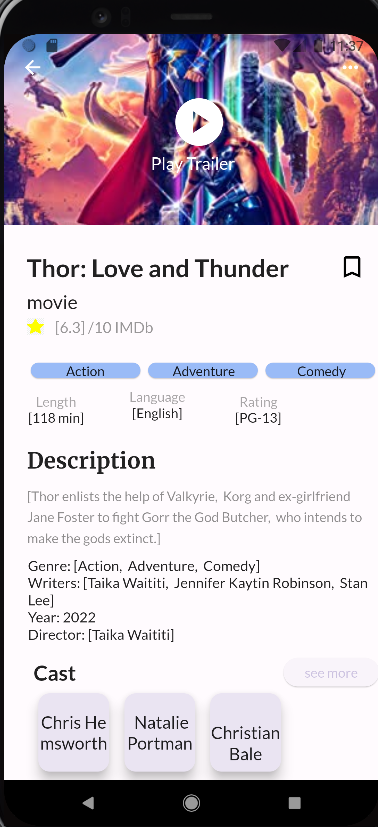 11:37
Play Trailer
Thor: Love and Thunder
movie
[6.3] /10 IMDb
Action Adventure Comedy
Length Language Rating
[118 min] [English] [PG-13]
Description
[Thor enlists the help of Valkyrie, Korg and ex-girlfriend
Jane Foster to fight Gorr the God Butcher, who intends to
make the gods extinct.]
Genre: [Action, Adventure, Comedy]
Writers: [Taika Waititi, Jennifer Kaytin Robinson, Stan
Lee]
Year: 2022
Director: [Taika Waititi]
Cast see more
Chris He
msworth
Natalie
Portman
Christian
Bale